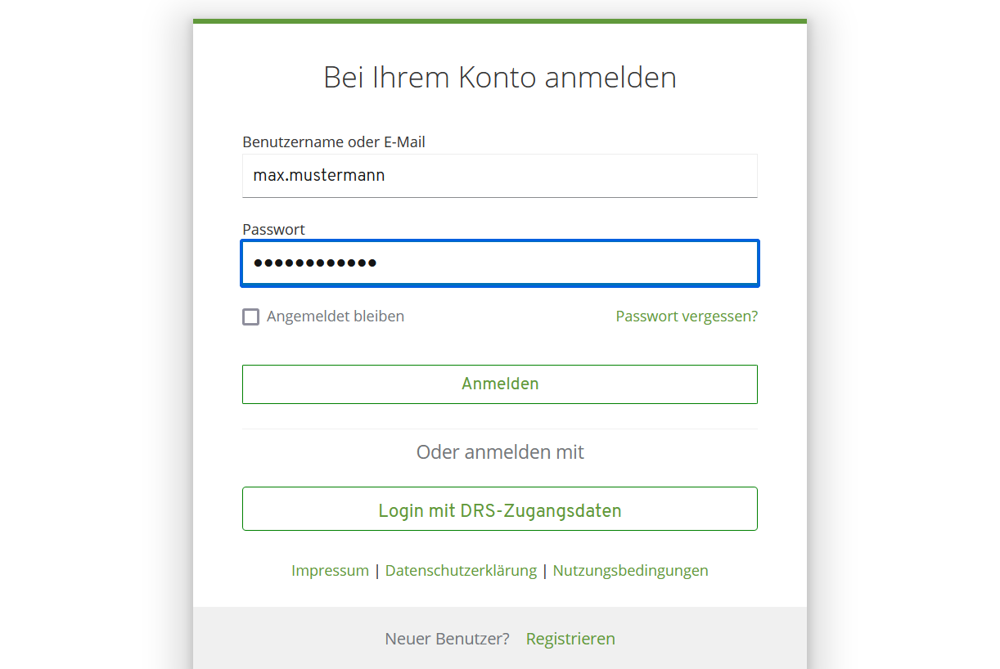 Bei Ihrem Konto anmelden
Benutzername oder E-Mail
max.mustermann
Passwort
••••••••••••
Angemeldet bleiben Passwort vergessen?
Anmelden
Oder anmelden mit
Login mit DRS-Zugangsdaten
Impressum | Datenschutzerklärung | Nutzungsbedingungen
Neuer Benutzer? Registrieren